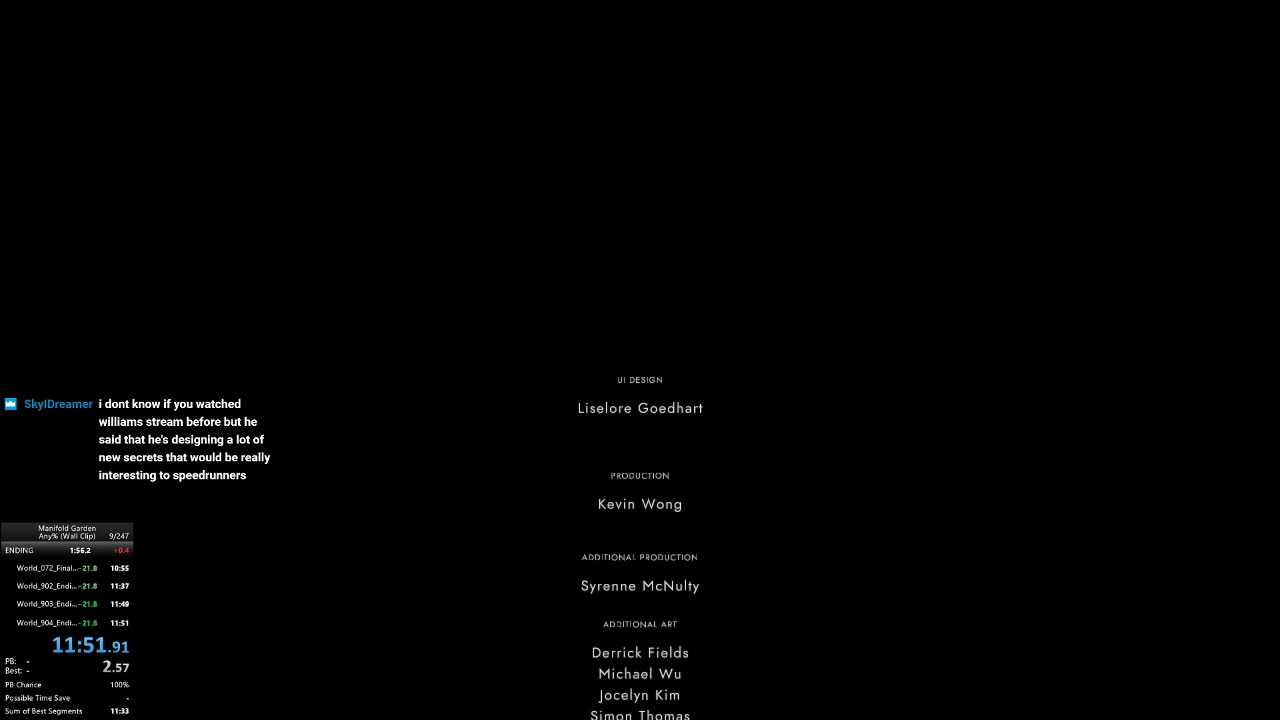 UI DESIGN
Liselore Goedhart
PRODUCTION
Kevin Wong
ADDITIONAL PRODUCTION
Syrenne McNulty
ADDITIONAL ART
Derrick Fields
Michael Wu
Jocelyn Kim
Simon Thomas
SkylDreamer i dont know if you watched
williams stream before but he
said that he's designing a lot of
new secrets that would be really
interesting to speedrunners
Manifold Garden
Any% (Wall Clip) 9/247
ENDING 1:56.2 +0.4
World_072_Final... -21.8 10:55
World_902_Endi... -21.8 11:37
World_903_Endi... -21.8 11:49
World_904_Endi... -21.8 11:51
11:51.91
PB: -
Best: - 2.57
PB Chance 100%
Possible Time Save -
Sum of Best Segments 11:33